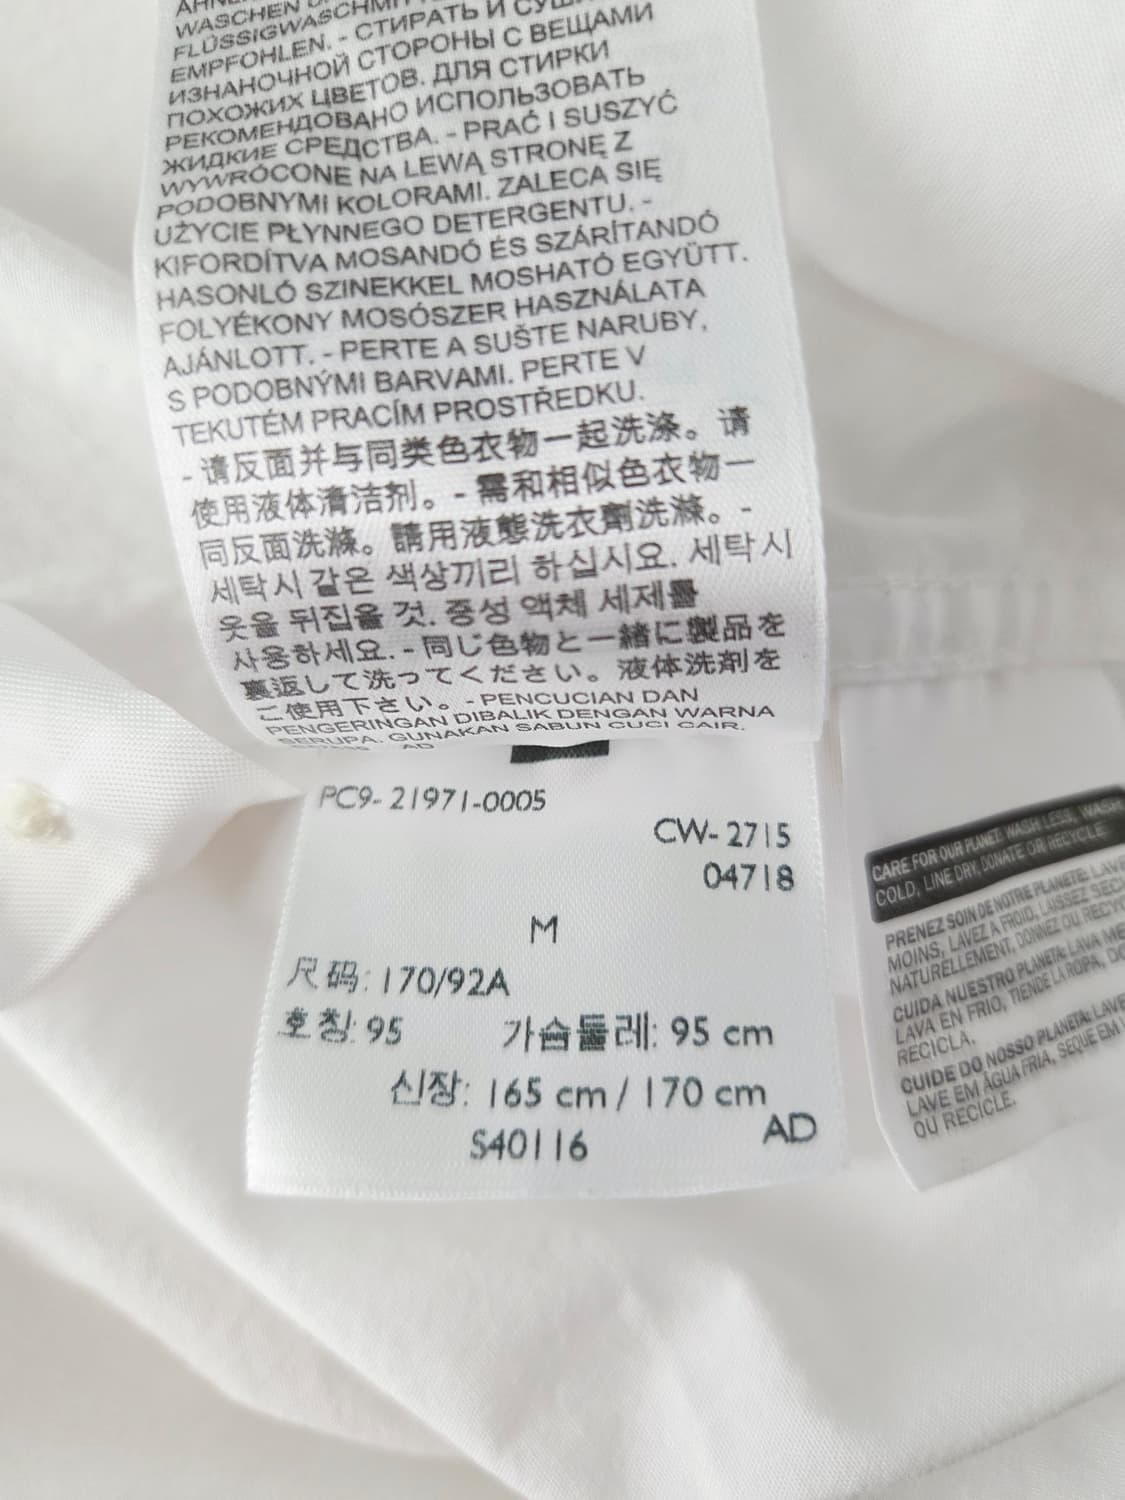 WASCHEN
FLÜSSIGWASCHMITTEL
EMPFOHLEN. - СТИРАТЬ И
ИЗНАНОЧНОЙ СТОРОНЫ С ВЕЩАМИ
ПОХОЖИХ ЦВЕТОВ. ДЛЯ СТИРКИ
РЕКОМЕНДОВАНО ИСПОЛЬЗОВАТЬ
ЖИДКИЕ СРЕДСТВА. - PRAĆ I SUSZYĆ
WYWRÓCONE NA LEWĄ STRONĘ Z
PODOBNYMI KOLORAMI. ZALECA SIĘ
UŻYCIE PŁYNNEGO DETERGENTU. -
KIFORDÍTVA MOSANDÓ ÉS SZÁRÍTANDÓ
HASONLÓ SZINEKKEL MOSHATÓ EGYÜTT.
FOLYÉKONY MOSÓSZER HASZNÁLATA
AJÁNLOTT. - PERTE A SUŠTE NARUBY,
S PODOBNÝMI BARVAMI. PERTE V
TEKUTÉM PRACÍM PROSTŘEDKU.
- 请反面并与同类色衣物一起洗涤。请
使用液体清洁剂。- 需和相似色衣物一
同反面洗滌。請用液態洗衣劑洗滌。-
세탁시 같은 색상끼리 하십시요. 세탁시
옷을 뒤집을 것. 중성 액체 세제를
사용하세요. - 同じ色物と一緒に製品を
裏返して洗ってください。液体洗剤を
ご使用下さい。- PENCUCIAN DAN
PENGERINGAN DIBALIK DENGAN WARNA
SERUPA. GUNAKAN SABUN CUCI CAIR.
AD
PC9-21971-0005
CW-2715
04718
M
尺码: 170/92A
호칭: 95 가슴둘레: 95 cm
신장: 165 cm / 170 cm
S40116 AD
CARE FOR OUR PLANET: WASH LESS, WASH
COLD, LINE DRY, DONATE OR RECYCLE.
PRENEZ SOIN DE NOTRE PLANÈTE: LAVEZ
MOINS, LAVEZ À FROID, LAISSEZ SÉCHER
NATURELLEMENT, DONNEZ OU
CUIDA NUESTRO PLANETA: LAVA
LAVA EN FRIO, TIENDE LA ROPA,
RECICLA.
CUIDE DO NOSSO PLANETA: LAVE
LAVE EM ÁGUA FRIA, SEQUE EM
OU RECICLE.